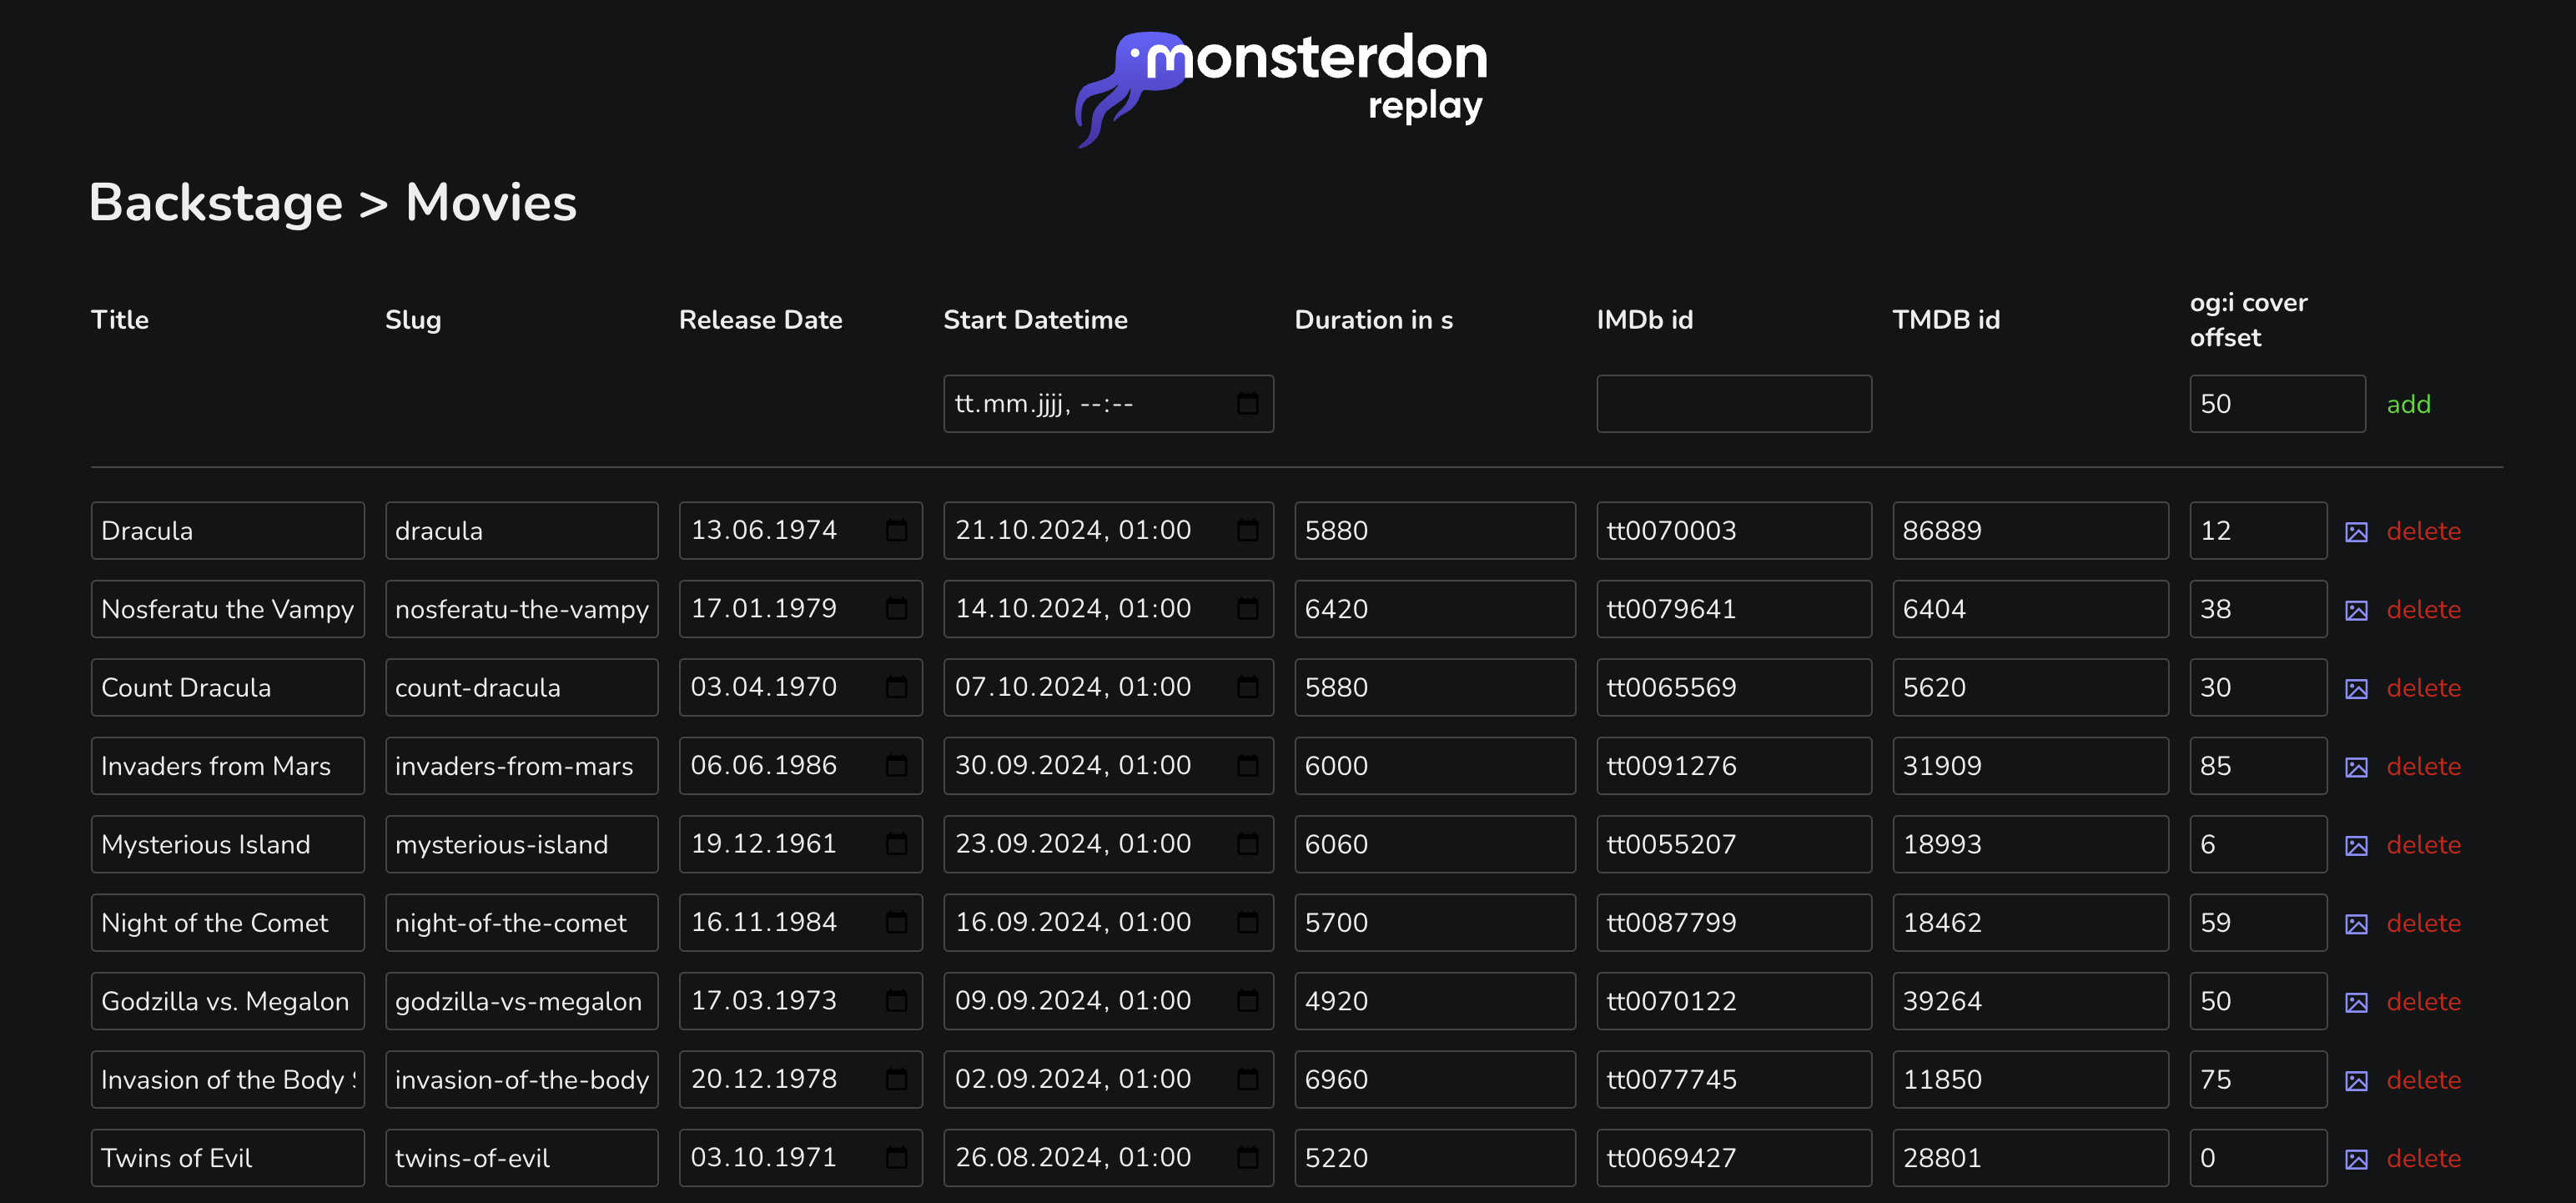 monsterdon
replay
Backstage > Movies
Title Slug Release Date Start Datetime Duration in s IMDb id TMDB id og:i cover
offset
tt.mm.jjjj, --:-- 50 add
Dracula dracula 13.06.1974 21.10.2024, 01:00 5880 tt0070003 86889 12 delete
Nosferatu the Vampy nosferatu-the-vampy 17.01.1979 14.10.2024, 01:00 6420 tt0079641 6404 38 delete
Count Dracula count-dracula 03.04.1970 07.10.2024, 01:00 5880 tt0065569 5620 30 delete
Invaders from Mars invaders-from-mars 06.06.1986 30.09.2024, 01:00 6000 tt0091276 31909 85 delete
Mysterious Island mysterious-island 19.12.1961 23.09.2024, 01:00 6060 tt0055207 18993 6 delete
Night of the Comet night-of-the-comet 16.11.1984 16.09.2024, 01:00 5700 tt0087799 18462 59 delete
Godzilla vs. Megalon godzilla-vs-megalon 17.03.1973 09.09.2024, 01:00 4920 tt0070122 39264 50 delete
Invasion of the Body invasion-of-the-body 20.12.1978 02.09.2024, 01:00 6960 tt0077745 11850 75 delete
Twins of Evil twins-of-evil 03.10.1971 26.08.2024, 01:00 5220 tt0069427 28801 0 delete